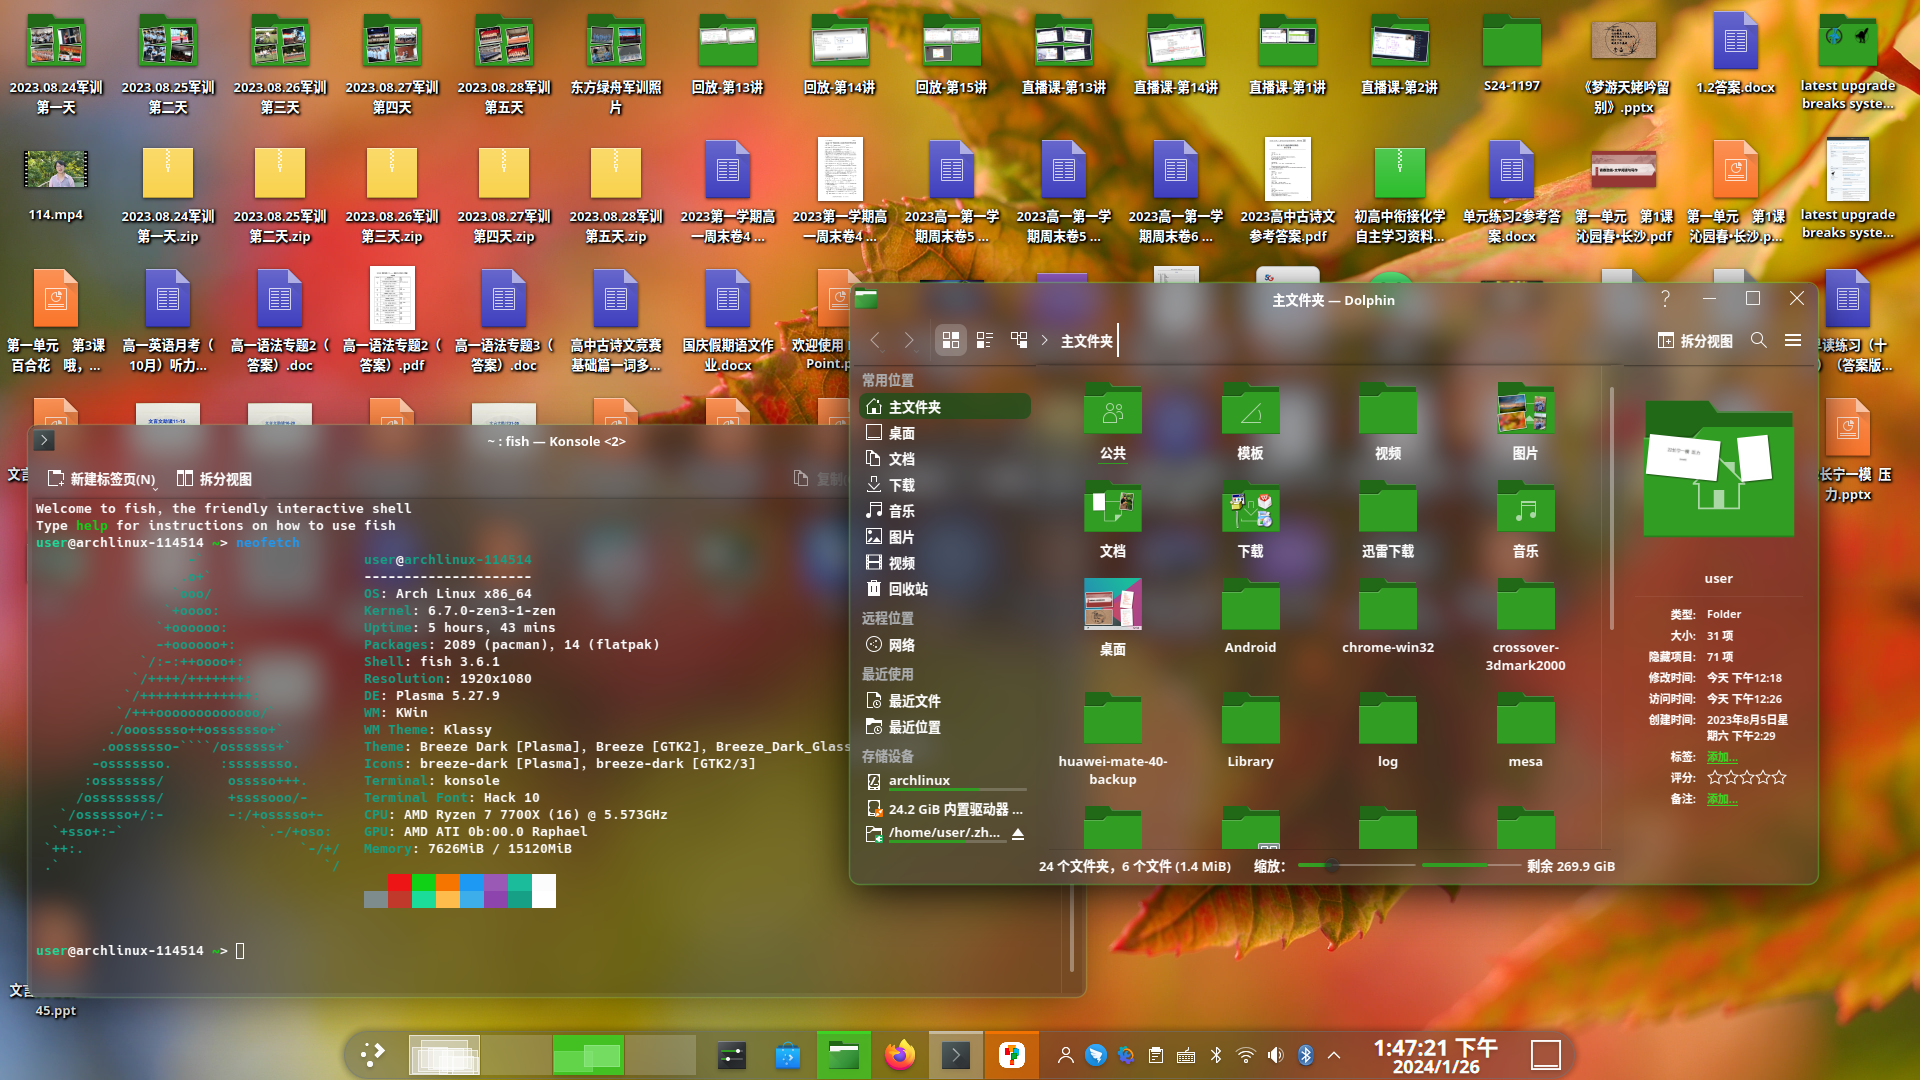 2023.08.24军训
第一天
2023.08.25军训
第二天
2023.08.26军训
第三天
2023.08.27军训
第四天
2023.08.28军训
第五天
东方绿舟军训照
片
回放-第13讲
回放-第14讲
回放-第15讲
直播课-第13讲
直播课-第14讲
直播课-第1讲
直播课-第2讲
S24-1197
《梦游天姥吟留
别》.pptx
1.2答案.docx
latest upgrade
breaks syste...
114.mp4
2023.08.24军训
第一天.zip
2023.08.25军训
第二天.zip
2023.08.26军训
第三天.zip
2023.08.27军训
第四天.zip
2023.08.28军训
第五天.zip
2023第一学期高
一周末卷4 ...
2023第一学期高
一周末卷4 ...
2023高一第一学
期周末卷5 ...
2023高一第一学
期周末卷5 ...
2023高一第一学
期周末卷6 ...
2023高中古诗文
参考答案.pdf
初高中衔接化学
自主学习资料...
单元练习2参考答
案.docx
第一单元 第1课
沁园春•长沙.pdf
第一单元 第1课
沁园春•长沙.p...
latest upgrade
breaks syste...
第一单元 第3课
百合花 哦，...
高一英语月考（
10月）听力...
高一语法专题2（
答案）.doc
高一语法专题2（
答案）.pdf
高一语法专题3（
答案）.doc
高中古诗文竞赛
基础篇一词多...
国庆假期语文作
业.docx
欢迎使用
Point.p
读练习（十
）（答案版...
长宁一模 压
力.pptx
文言
文言
45.ppt
~ : fish — Konsole <2>
新建标签页(N)
拆分视图
复制(
Welcome to fish, the friendly interactive shell
Type help for instructions on how to use fish
user@archlinux-114514 ~> neofetch
user@archlinux-114514
---------------------
OS: Arch Linux x86_64
Kernel: 6.7.0-zen3-1-zen
Uptime: 5 hours, 43 mins
Packages: 2089 (pacman), 14 (flatpak)
Shell: fish 3.6.1
Resolution: 1920x1080
DE: Plasma 5.27.9
WM: KWin
WM Theme: Klassy
Theme: Breeze Dark [Plasma], Breeze [GTK2], Breeze_Dark_Glass
Icons: breeze-dark [Plasma], breeze-dark [GTK2/3]
Terminal: konsole
Terminal Font: Hack 10
CPU: AMD Ryzen 7 7700X (16) @ 5.573GHz
GPU: AMD ATI 0b:00.0 Raphael
Memory: 7626MiB / 15120MiB
user@archlinux-114514 ~>
主文件夹 — Dolphin
主文件夹
拆分视图
常用位置
主文件夹
桌面
文档
下载
音乐
图片
视频
回收站
远程位置
网络
最近使用
最近文件
最近位置
存储设备
archlinux
24.2 GiB 内置驱动器 ...
/home/user/.zh...
公共
模板
视频
图片
文档
下载
迅雷下载
音乐
桌面
Android
chrome-win32
crossover-
3dmark2000
huawei-mate-40-
backup
Library
log
mesa
24 个文件夹，6 个文件 (1.4 MiB)
缩放：
剩余 269.9 GiB
user
类型: Folder
大小: 31 项
隐藏项目: 71 项
修改时间: 今天 下午12:18
访问时间: 今天 下午12:26
创建时间: 2023年8月5日星
期六 下午2:29
标签: 添加...
评分:
备注: 添加...
1:47:21 下午
2024/1/26